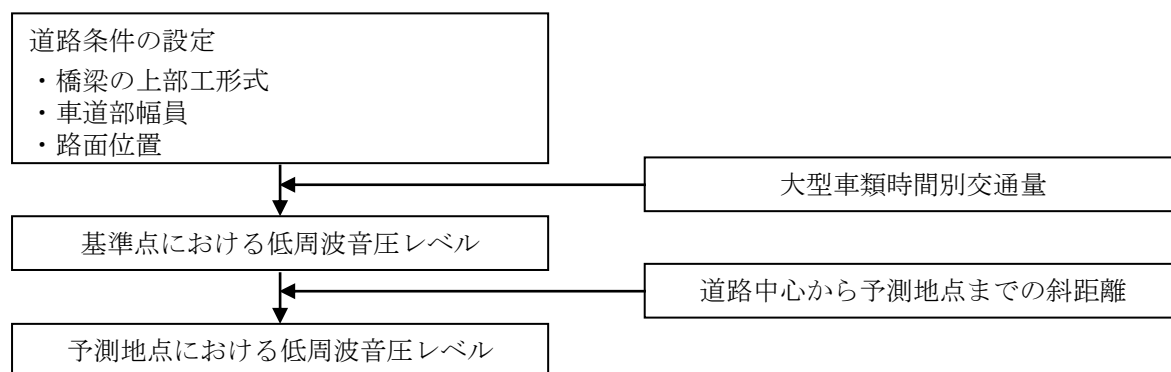 道路条件の設定
・橋梁の上部工形式
・車道部幅員
・路面位置
大型車類時間別交通量
基準点における低周波音圧レベル
道路中心から予測地点までの斜距離
予測地点における低周波音圧レベル